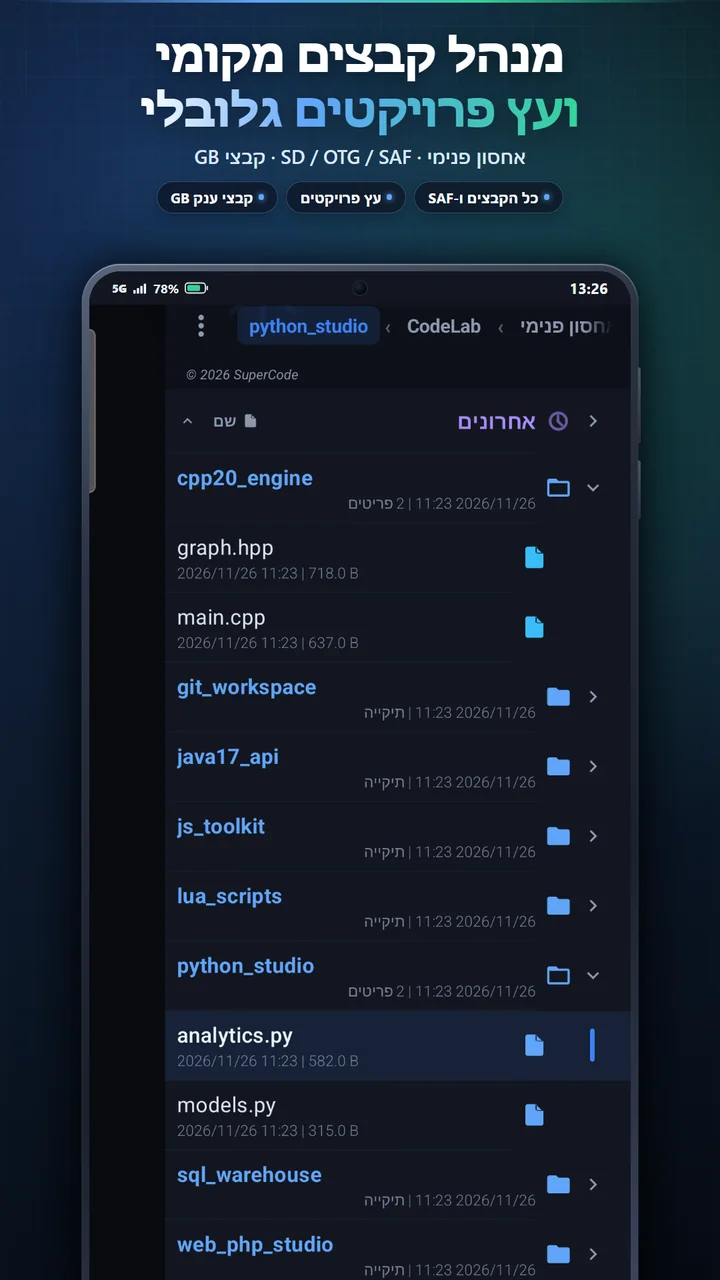 מנהל קבצים מקומי
ועץ פרויקטים גלובלי
אחסון פנימי · SD / OTG / SAF · קבצי GB
כל הקבצים ו-SAF
עץ פרויקטים
קבצי ענק GB
5G 78% 13:26
אחסון פנימי › CodeLab › python_studio
© 2026 SuperCode
אחרונים
שם
cpp20_engine
2026/11/26 11:23 | 2 פריטים
graph.hpp
2026/11/26 11:23 | 718.0 B
main.cpp
2026/11/26 11:23 | 637.0 B
git_workspace
2026/11/26 11:23 | תיקייה
java17_api
2026/11/26 11:23 | תיקייה
js_toolkit
2026/11/26 11:23 | תיקייה
lua_scripts
2026/11/26 11:23 | תיקייה
python_studio
2026/11/26 11:23 | 2 פריטים
analytics.py
2026/11/26 11:23 | 582.0 B
models.py
2026/11/26 11:23 | 315.0 B
sql_warehouse
2026/11/26 11:23 | תיקייה
web_php_studio
2026/11/26 11:23 | תיקייה